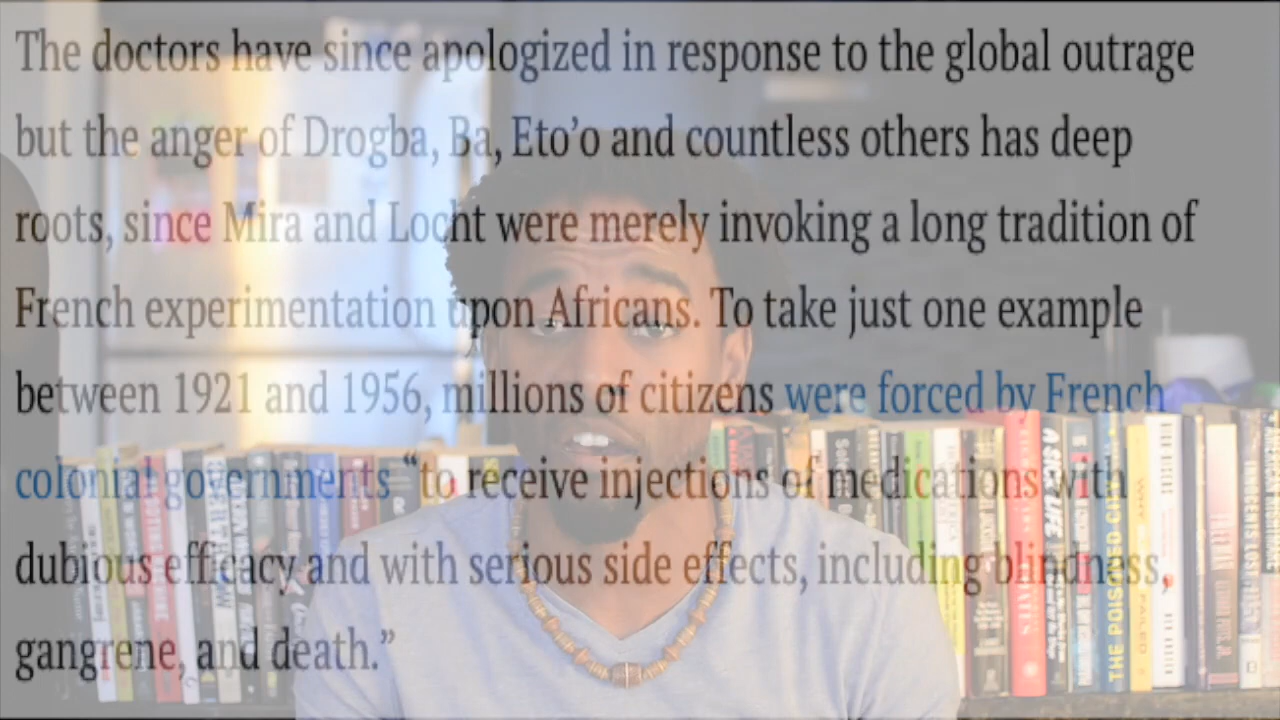 The doctors have since apologized in response to the global outrage
but the anger of Drogba, Ba, Eto’o and countless others has deep
roots, since Mira and Locht were merely invoking a long tradition of
French experimentation upon Africans. To take just one example
between 1921 and 1956, millions of citizens were forced by French
colonial governments “to receive injections of medications with
dubious efficacy and with serious side effects, including blindness,
gangrene, and death.”
THE POISONED CITY